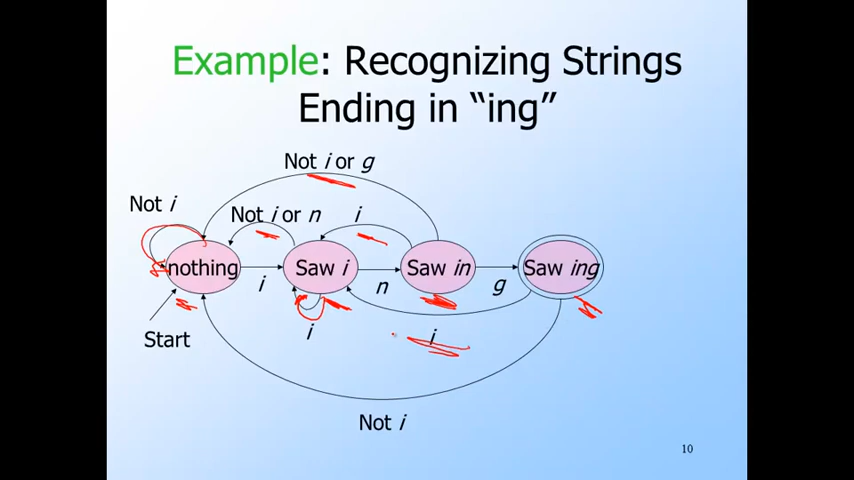 Example: Recognizing Strings
Ending in “ing”
Not i or g
Not i
Not i or n
i
nothing
Saw i
Saw in
Saw ing
i
n
g
Start
i
i
Not i
10